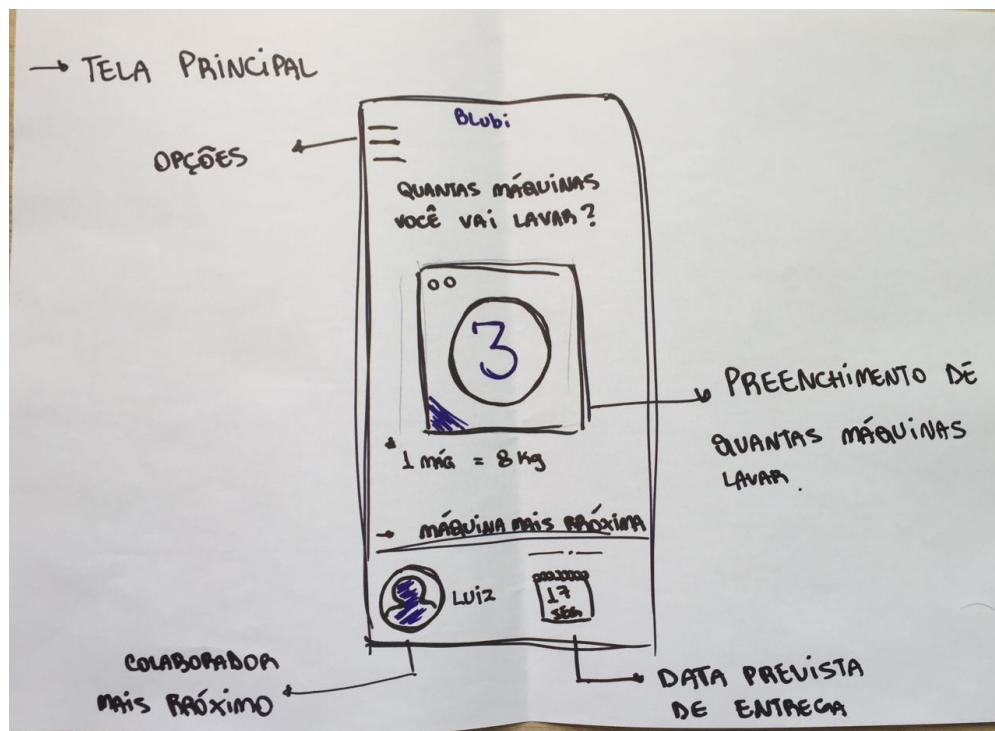 → TELA PRINCIPAL
BLUBI
OPÇÕES
QUANTAS MÁQUINAS
VOCÊ VAI LAVAR?
3
PREENCHIMENTO DE
QUANTAS MÁQUINAS
LAVAR.
* 1 MÁQ = 8 Kg
→ MÁQUINA MAIS PRÓXIMA
LUIZ
17
SEG
COLABORADOR
MAIS PRÓXIMO
DATA PREVISTA
DE ENTREGA